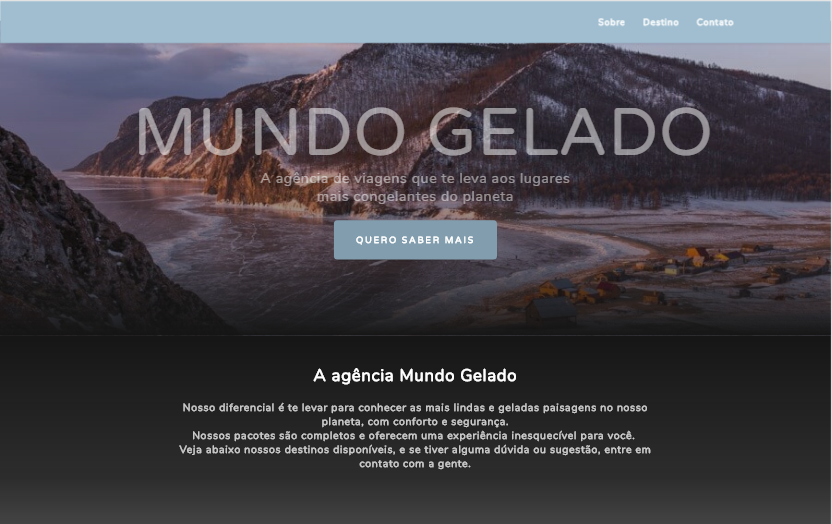 Sobre Destino Contato
MUNDO GELADO
A agência de viagens que te leva aos lugares
mais congelantes do planeta
QUERO SABER MAIS
A agência Mundo Gelado
Nosso diferencial é te levar para conhecer as mais lindas e geladas paisagens no nosso
planeta, com conforto e segurança.
Nossos pacotes são completos e oferecem uma experiência inesquecível para você.
Veja abaixo nossos destinos disponíveis, e se tiver alguma dúvida ou sugestão, entre em
contato com a gente.